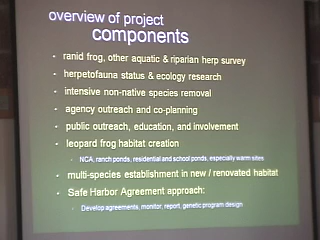 overview of project
components
• ranid frog, other aquatic & riparian herp survey
• herpetofauna status & ecology research
• intensive non-native species removal
• agency outreach and co-planning
• public outreach, education, and involvement
• leopard frog habitat creation
• NCA, ranch ponds, residential and school ponds, especially warm sites
• multi-species establishment in new / renovated habitat
• Safe Harbor Agreement approach:
• Develop agreements, monitor, report, genetic program design